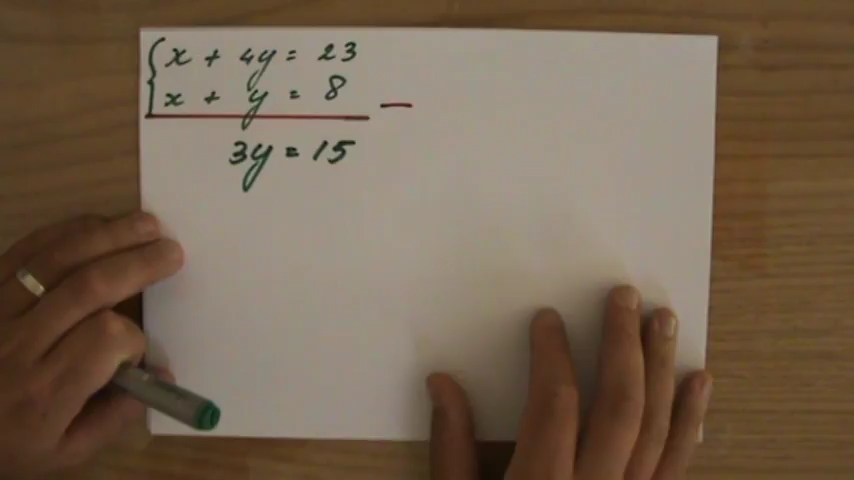 x + 4y = 23
x + y = 8 —
3y = 15